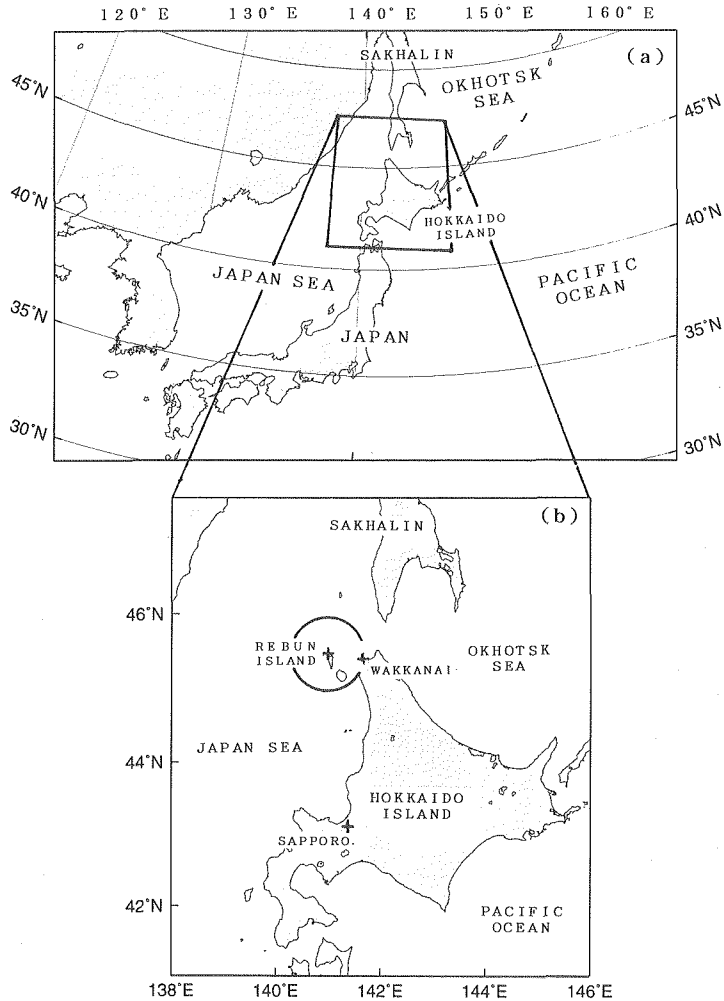 120° E 130° E 140° E 150° E 160° E
(a)
SAKHALIN
OKHOTSK
SEA
45°N
45°N
40°N
40°N
HOKKAIDO
ISLAND
JAPAN SEA
PACIFIC
OCEAN
35°N
35°N
JAPAN
30°N
30°N
(b)
SAKHALIN
46°N
REBUN
ISLAND
OKHOTSK
SEA
WAKKANAI
JAPAN SEA
44°N
HOKKAIDO
ISLAND
SAPPORO.
42°N
PACIFIC
OCEAN
138°E 140°E 142°E 144°E 146°E